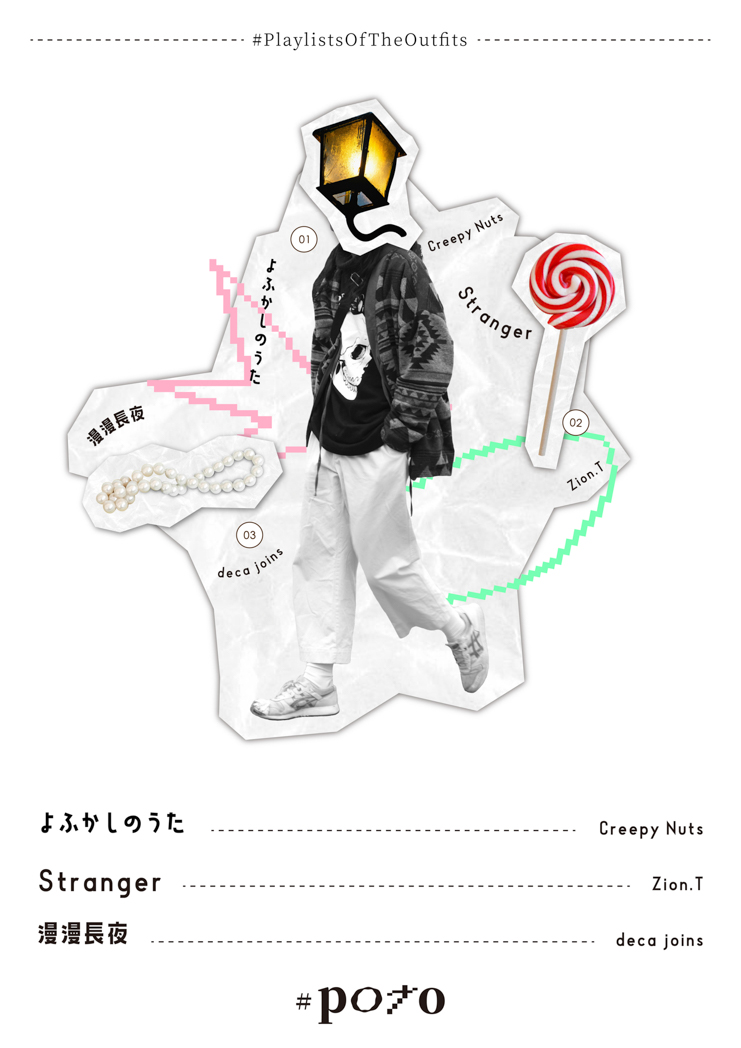 #PlaylistsOfTheOutfits
01
Creepy Nuts
よふかしのうた
Stranger
漫漫長夜
02
Zion.T
03
deca joins
よふかしのうた Creepy Nuts
Stranger Zion.T
漫漫長夜 deca joins
#poto